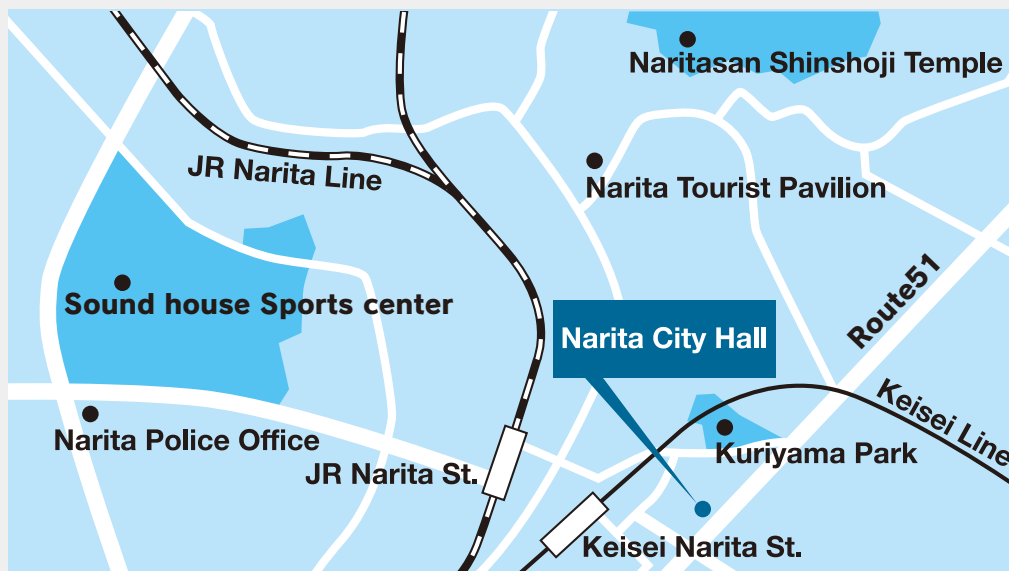 Naritasan Shinshoji Temple
JR Narita Line
Narita Tourist Pavilion
Route51
Sound house Sports center
Narita City Hall
Keisei Line
Narita Police Office
Kuriyama Park
JR Narita St.
Keisei Narita St.